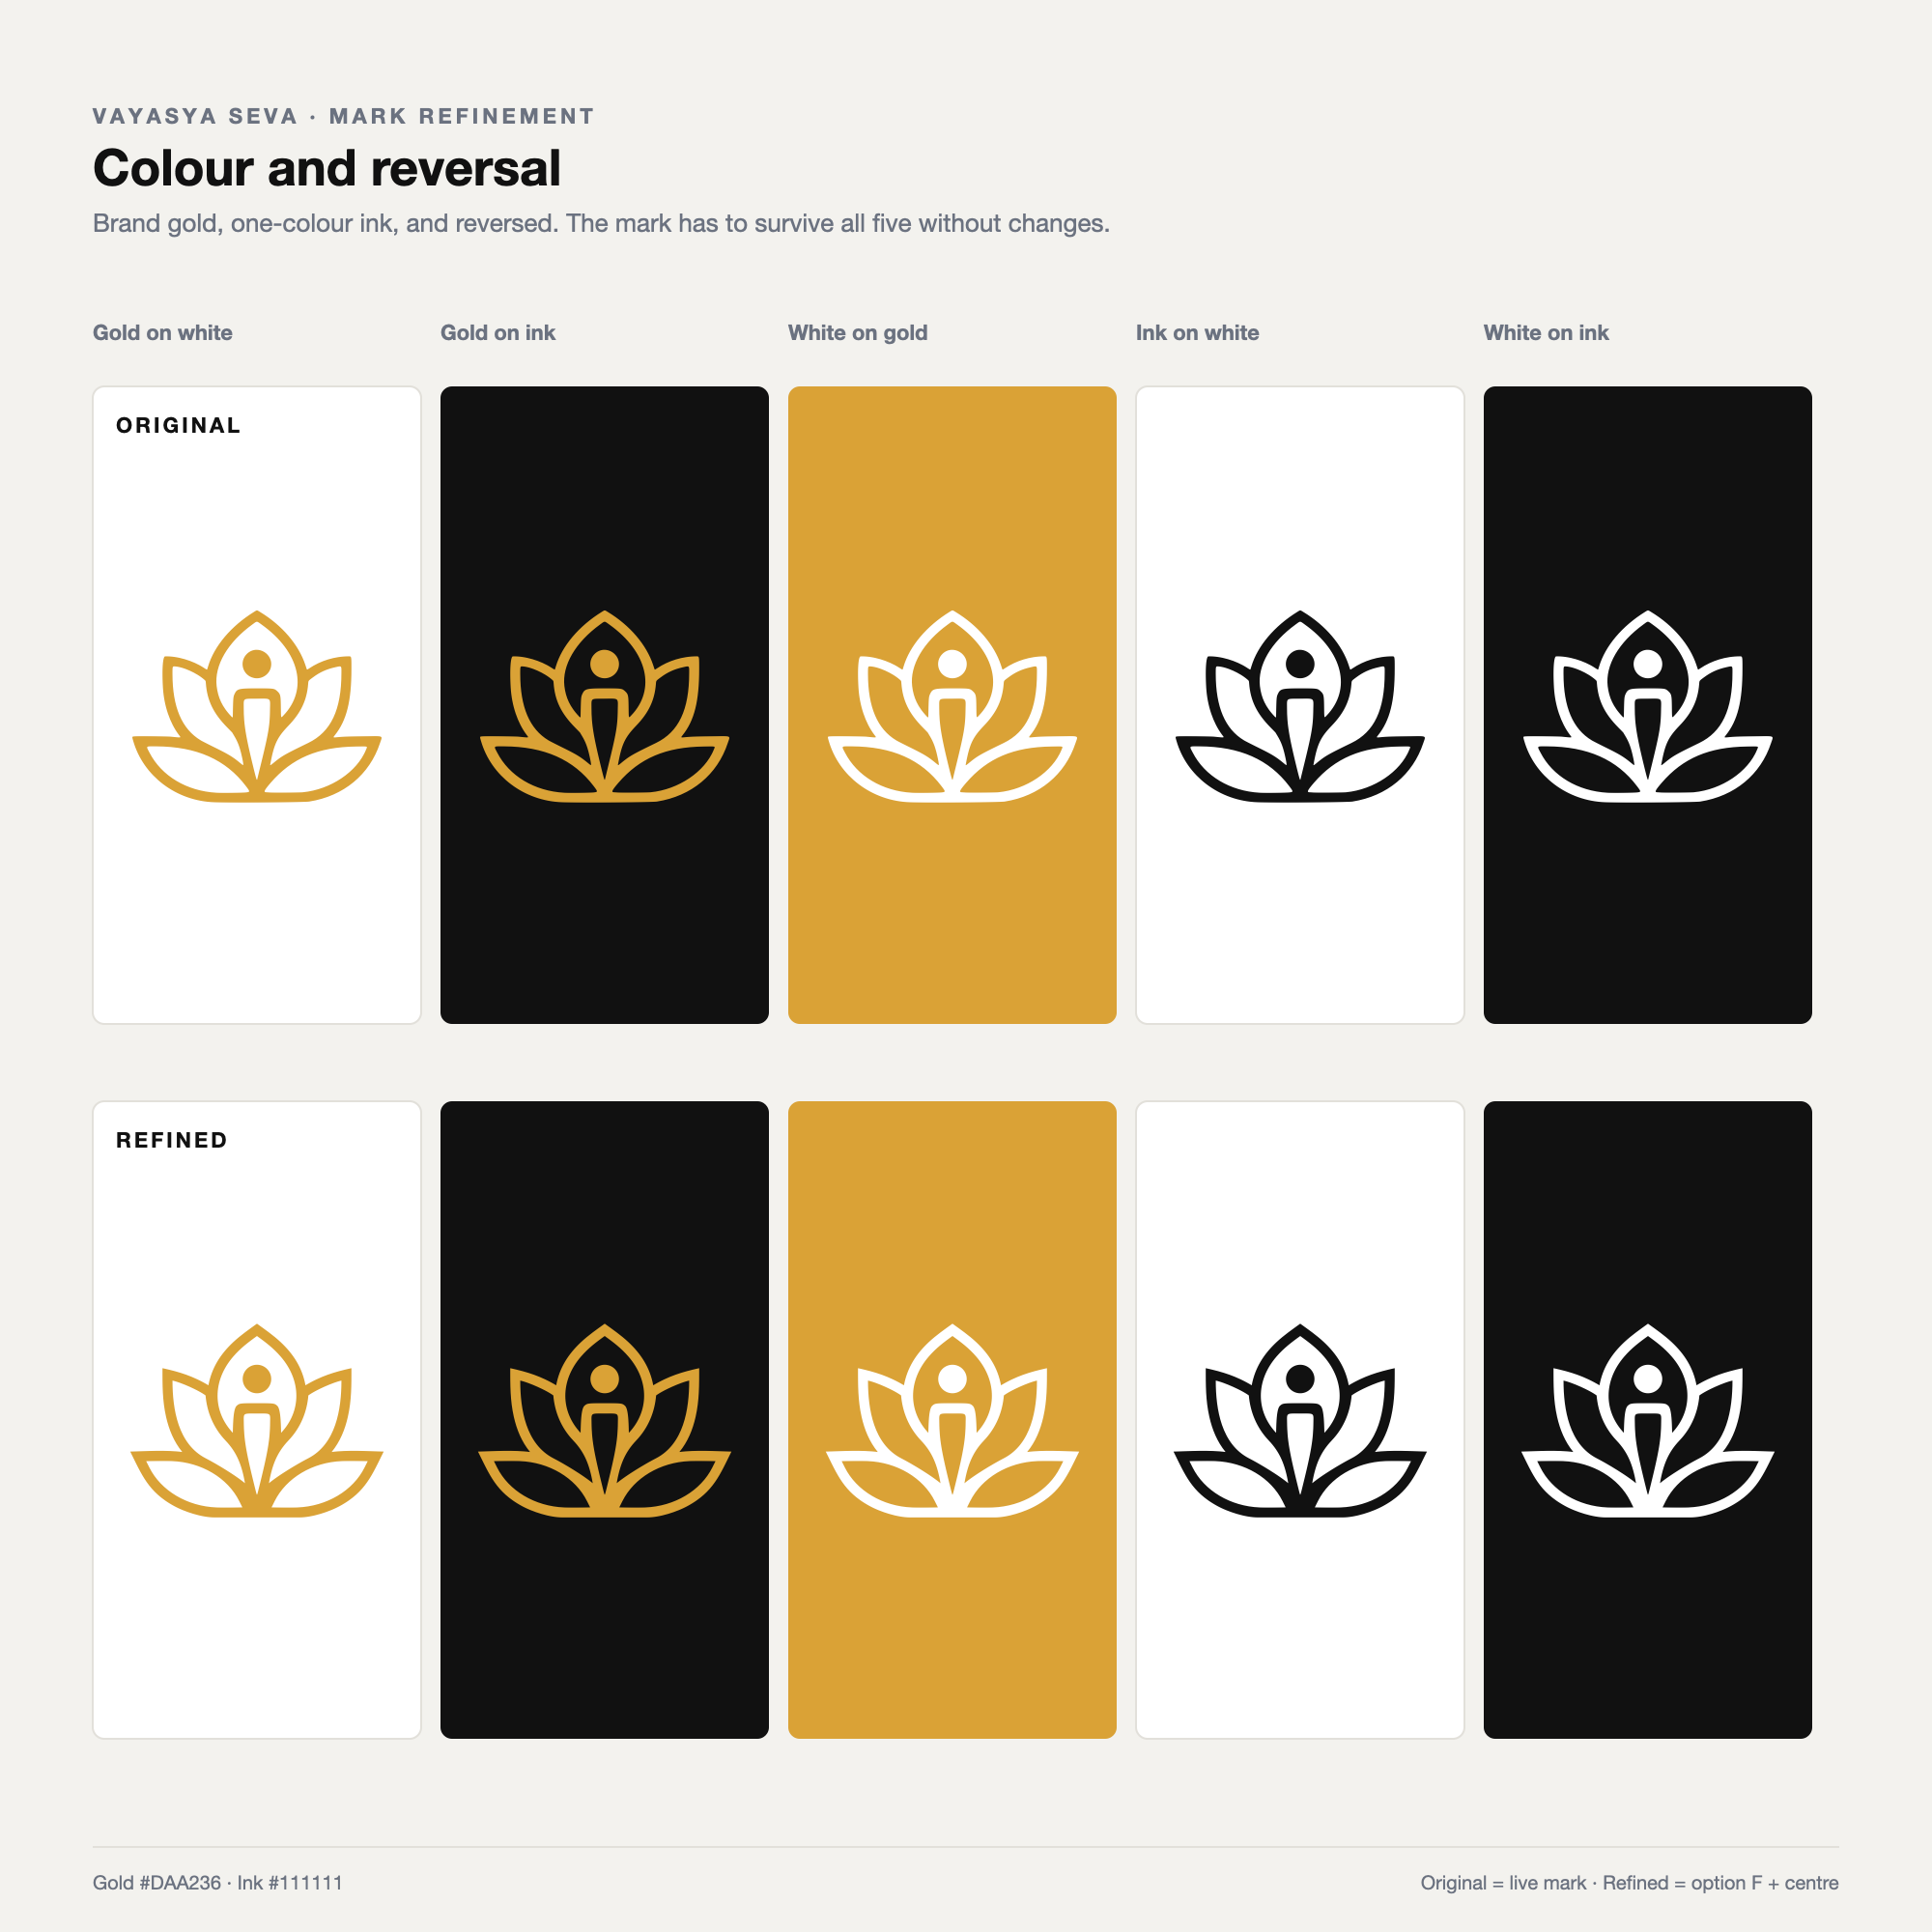 VAYASYA SEVA · MARK REFINEMENT
Colour and reversal
Brand gold, one-colour ink, and reversed. The mark has to survive all five without changes.
Gold on white
Gold on ink
White on gold
Ink on white
White on ink
ORIGINAL
REFINED
Gold #DAA236 · Ink #111111
Original = live mark · Refined = option F + centre